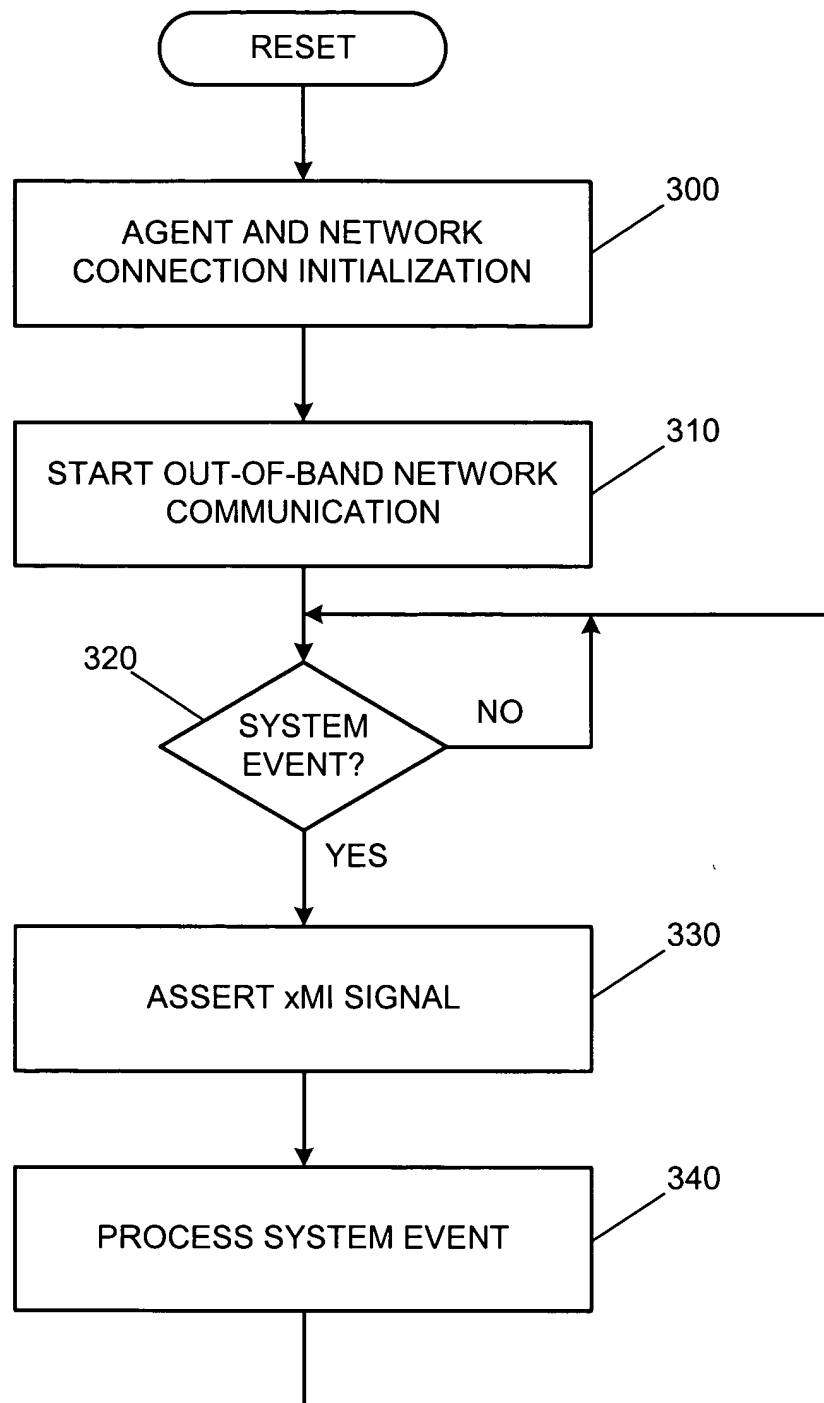 RESET
AGENT AND NETWORK
CONNECTION INITIALIZATION
300
START OUT-OF-BAND NETWORK
COMMUNICATION
310
320
SYSTEM
EVENT?
NO
YES
ASSERT xMI SIGNAL
330
PROCESS SYSTEM EVENT
340